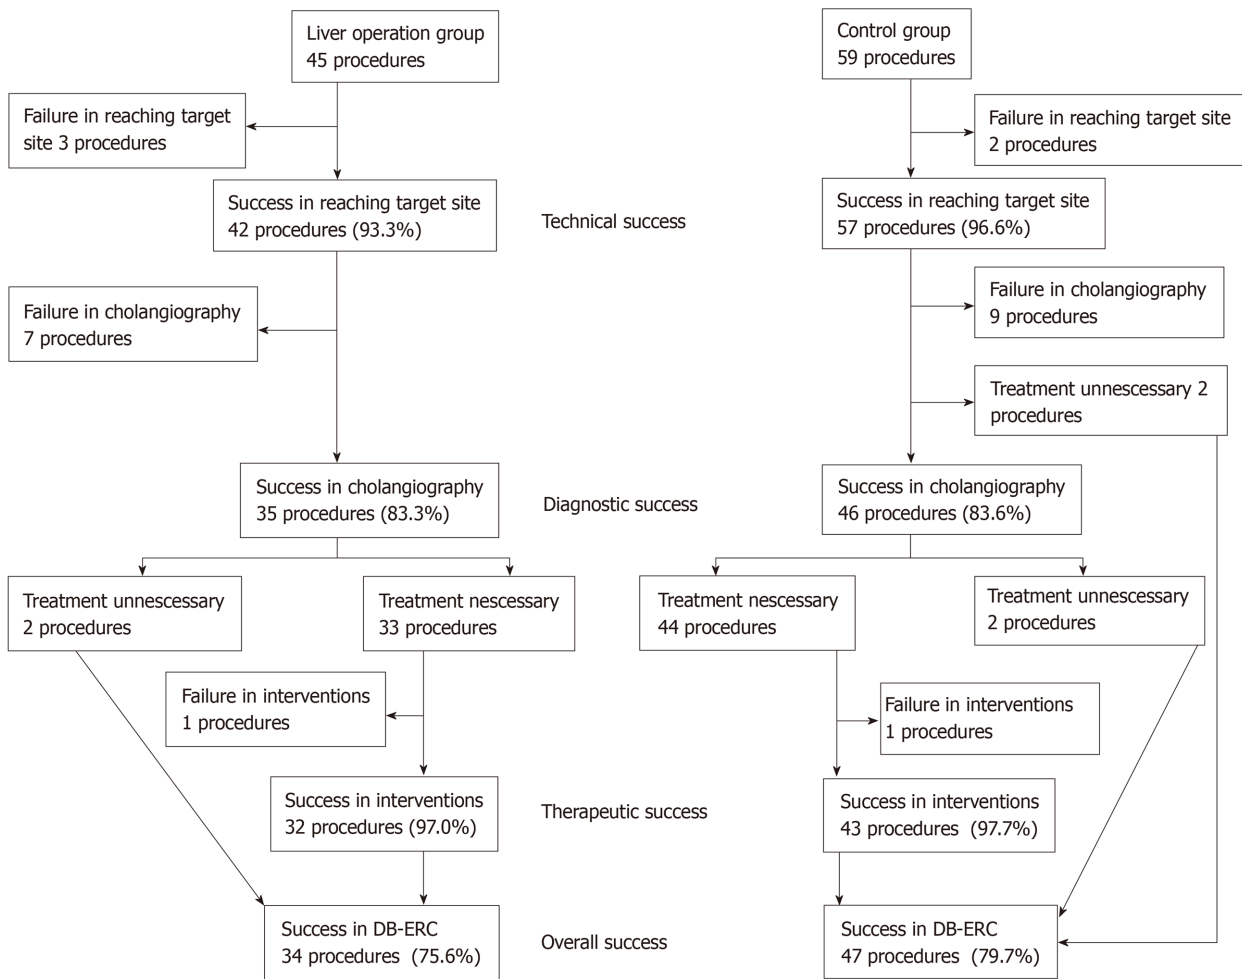 Liver operation group
45 procedures
Control group
59 procedures
Failure in reaching target
site 3 procedures
Failure in reaching target site
2 procedures
Success in reaching target site
42 procedures (93.3%)
Technical success
Success in reaching target site
57 procedures (96.6%)
Failure in cholangiography
7 procedures
Failure in cholangiography
9 procedures
Treatment unnescessary 2
procedures
Success in cholangiography
35 procedures (83.3%)
Diagnostic success
Success in cholangiography
46 procedures (83.6%)
Treatment unnescessary
2 procedures
Treatment nescessary
33 procedures
Treatment nescessary
44 procedures
Treatment unnescessary
2 procedures
Failure in interventions
1 procedures
Failure in interventions
1 procedures
Success in interventions
32 procedures (97.0%)
Therapeutic success
Success in interventions
43 procedures (97.7%)
Success in DB-ERC
34 procedures (75.6%)
Overall success
Success in DB-ERC
47 procedures (79.7%)